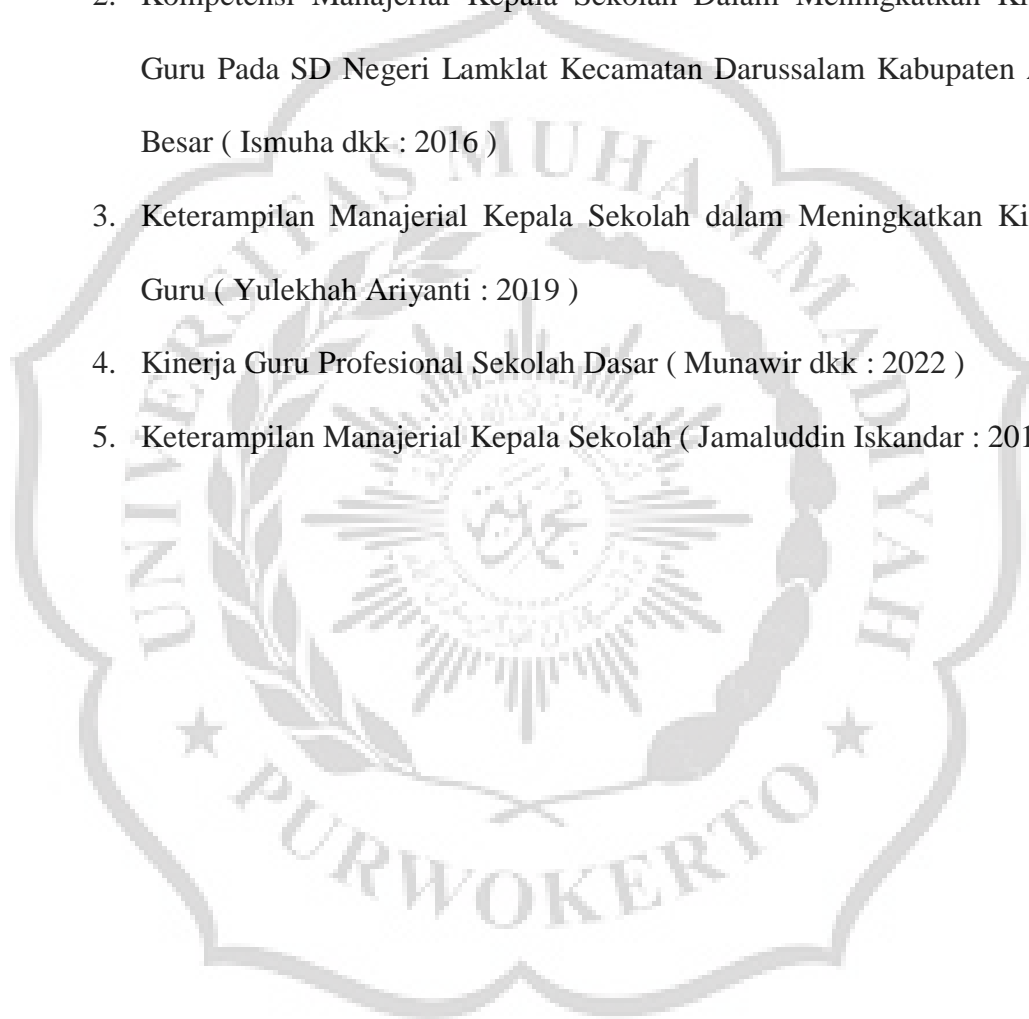 2. Kompetensi Manajerial Kepala Sekolah Dalam Meningkatkan
Guru Pada SD Negeri Lamklat Kecamatan Darussalam Kabupaten
Besar ( Ismuha dkk : 2016 )
3. Keterampilan Manajerial Kepala Sekolah dalam Meningkatkan
Guru ( Yulekhah Ariyanti : 2019 )
4. Kinerja Guru Profesional Sekolah Dasar ( Munawir dkk : 2022 )
5. Keterampilan Manajerial Kepala Sekolah ( Jamaluddin Iskandar :
UNIVERSITAS MUHAMMADIYAH
★ PURWOKERTO ★